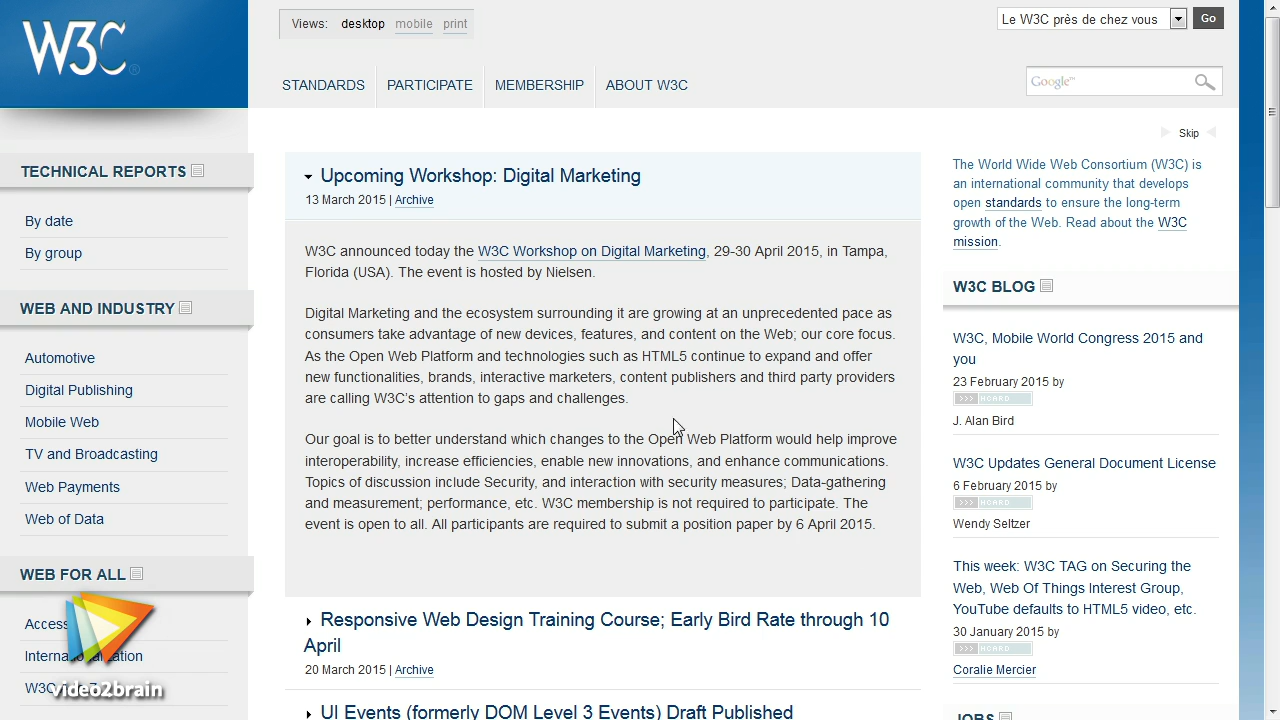 W3C®
Views: desktop mobile print
Le W3C près de chez vous
Go
STANDARDS
PARTICIPATE
MEMBERSHIP
ABOUT W3C
Google™
Skip
TECHNICAL REPORTS
By date
By group
WEB AND INDUSTRY
Automotive
Digital Publishing
Mobile Web
TV and Broadcasting
Web Payments
Web of Data
WEB FOR ALL
video2brain
Upcoming Workshop: Digital Marketing
13 March 2015 | Archive
W3C announced today the W3C Workshop on Digital Marketing, 29-30 April 2015, in Tampa,
Florida (USA). The event is hosted by Nielsen.
Digital Marketing and the ecosystem surrounding it are growing at an unprecedented pace as
consumers take advantage of new devices, features, and content on the Web; our core focus.
As the Open Web Platform and technologies such as HTML5 continue to expand and offer
new functionalities, brands, interactive marketers, content publishers and third party providers
are calling W3C's attention to gaps and challenges.
Our goal is to better understand which changes to the Open Web Platform would help improve
interoperability, increase efficiencies, enable new innovations, and enhance communications.
Topics of discussion include Security, and interaction with security measures; Data-gathering
and measurement; performance, etc. W3C membership is not required to participate. The
event is open to all. All participants are required to submit a position paper by 6 April 2015.
Responsive Web Design Training Course; Early Bird Rate through 10
April
20 March 2015 | Archive
UI Events (formerly DOM Level 3 Events) Draft Published
The World Wide Web Consortium (W3C) is
an international community that develops
open standards to ensure the long-term
growth of the Web. Read about the W3C
mission.
W3C BLOG
W3C, Mobile World Congress 2015 and
you
23 February 2015 by
>>> HCARD
J. Alan Bird
W3C Updates General Document License
6 February 2015 by
>>> HCARD
Wendy Seltzer
This week: W3C TAG on Securing the
Web, Web Of Things Interest Group,
YouTube defaults to HTML5 video, etc.
30 January 2015 by
>>> HCARD
Coralie Mercier
JOBS